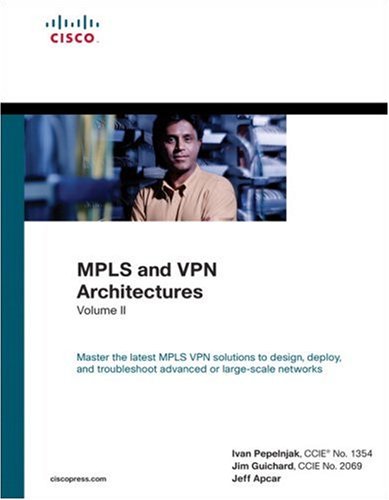 CISCO.
MPLS and VPN
Architectures
Volume II
Master the latest MPLS VPN solutions to design, deploy,
and troubleshoot advanced or large-scale networks
Ivan Pepelnjak, CCIE® No. 1354
Jim Guichard, CCIE No. 2069
Jeff Apcar
ciscopress.com